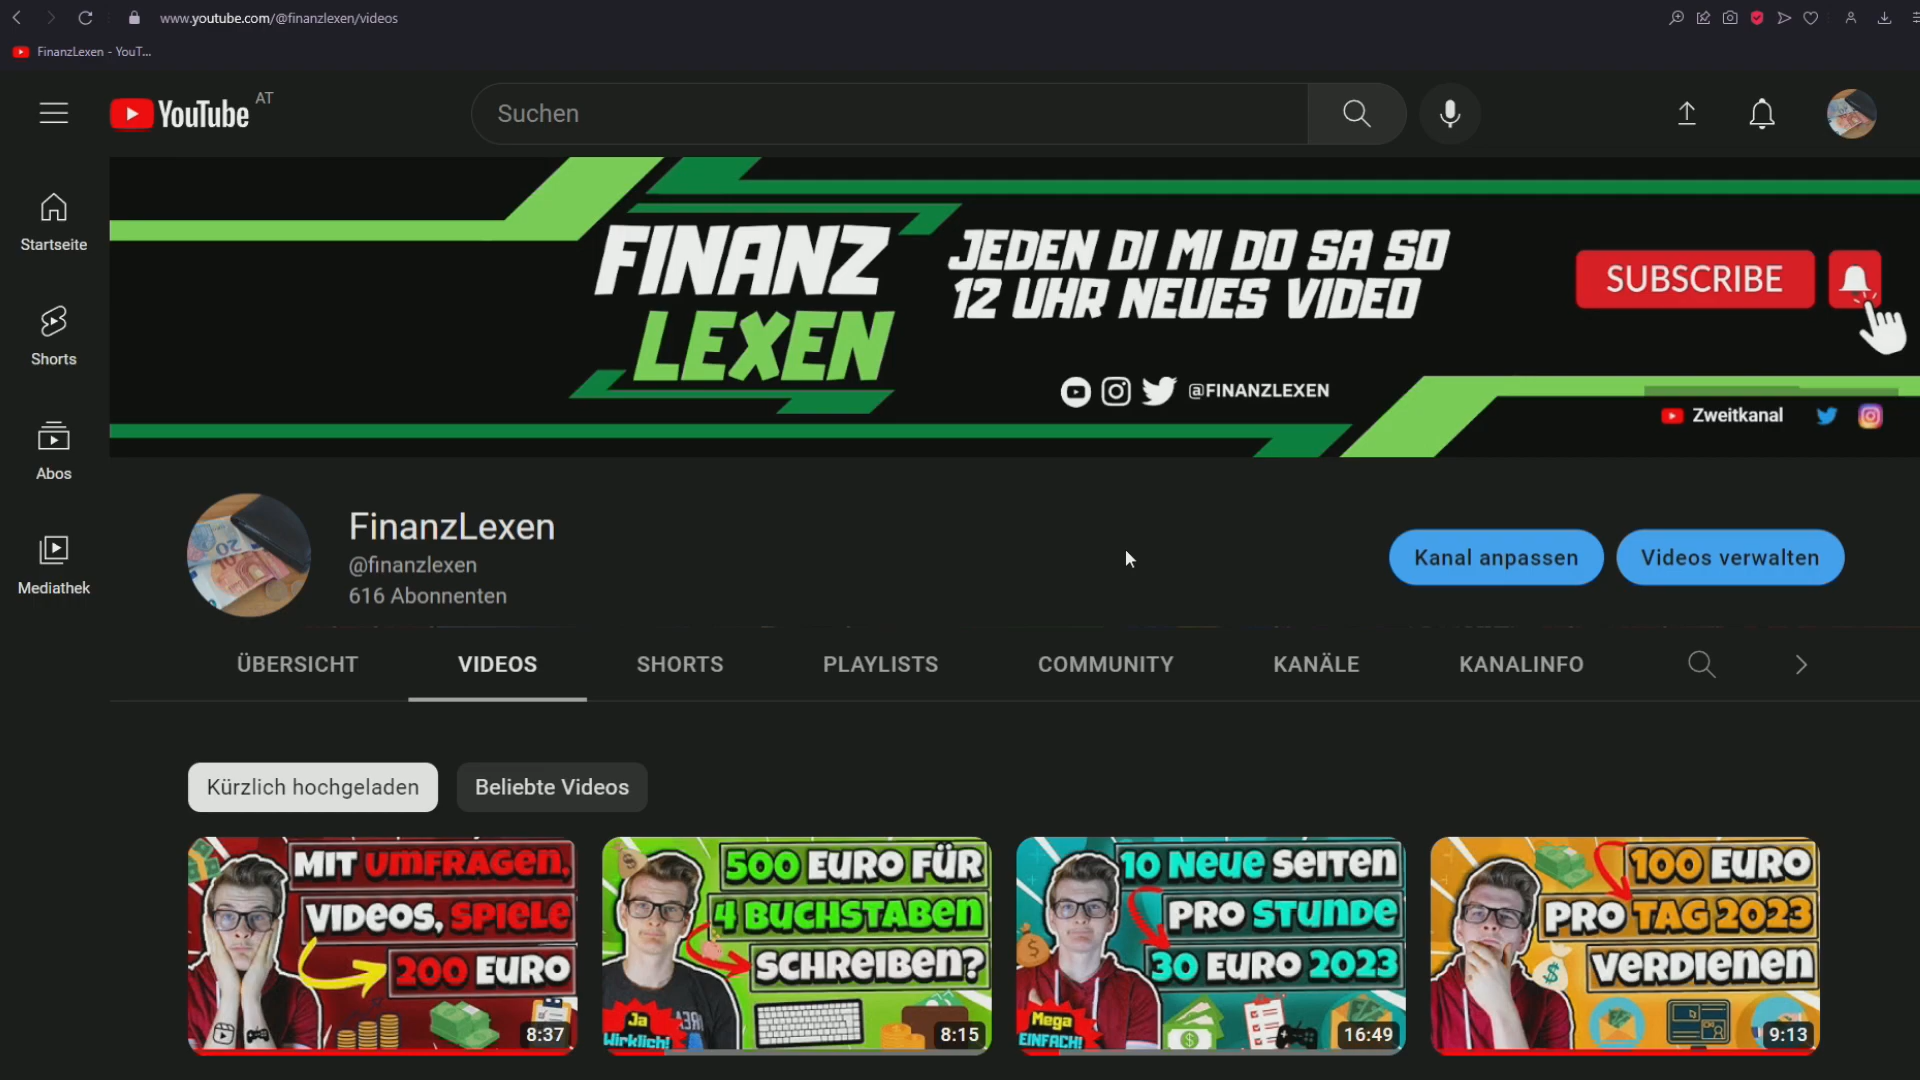 www.youtube.com/@finanzlexen/videos
FinanzLexen - YouT...
YouTube AT
Suchen
Startseite
Shorts
Abos
Mediathek
FINANZ
LEXEN
JEDEN DI MI DO SA SO
12 UHR NEUES VIDEO
SUBSCRIBE
@FINANZLEXEN
Zweitkanal
FinanzLexen
@finanzlexen
616 Abonnenten
Kanal anpassen
Videos verwalten
ÜBERSICHT
VIDEOS
SHORTS
PLAYLISTS
COMMUNITY
KANÄLE
KANALINFO
Kürzlich hochgeladen
Beliebte Videos
MIT UMFRAGEN,
VIDEOS, SPIELE
200 EURO
8:37
500 EURO FÜR
4 BUCHSTABEN
SCHREIBEN?
Ja
Wirklich!
8:15
10 NEUE SEITEN
PRO STUNDE
30 EURO 2023
Mega
EINFACH!
16:49
100 EURO
PRO TAG 2023
VERDIENEN
9:13